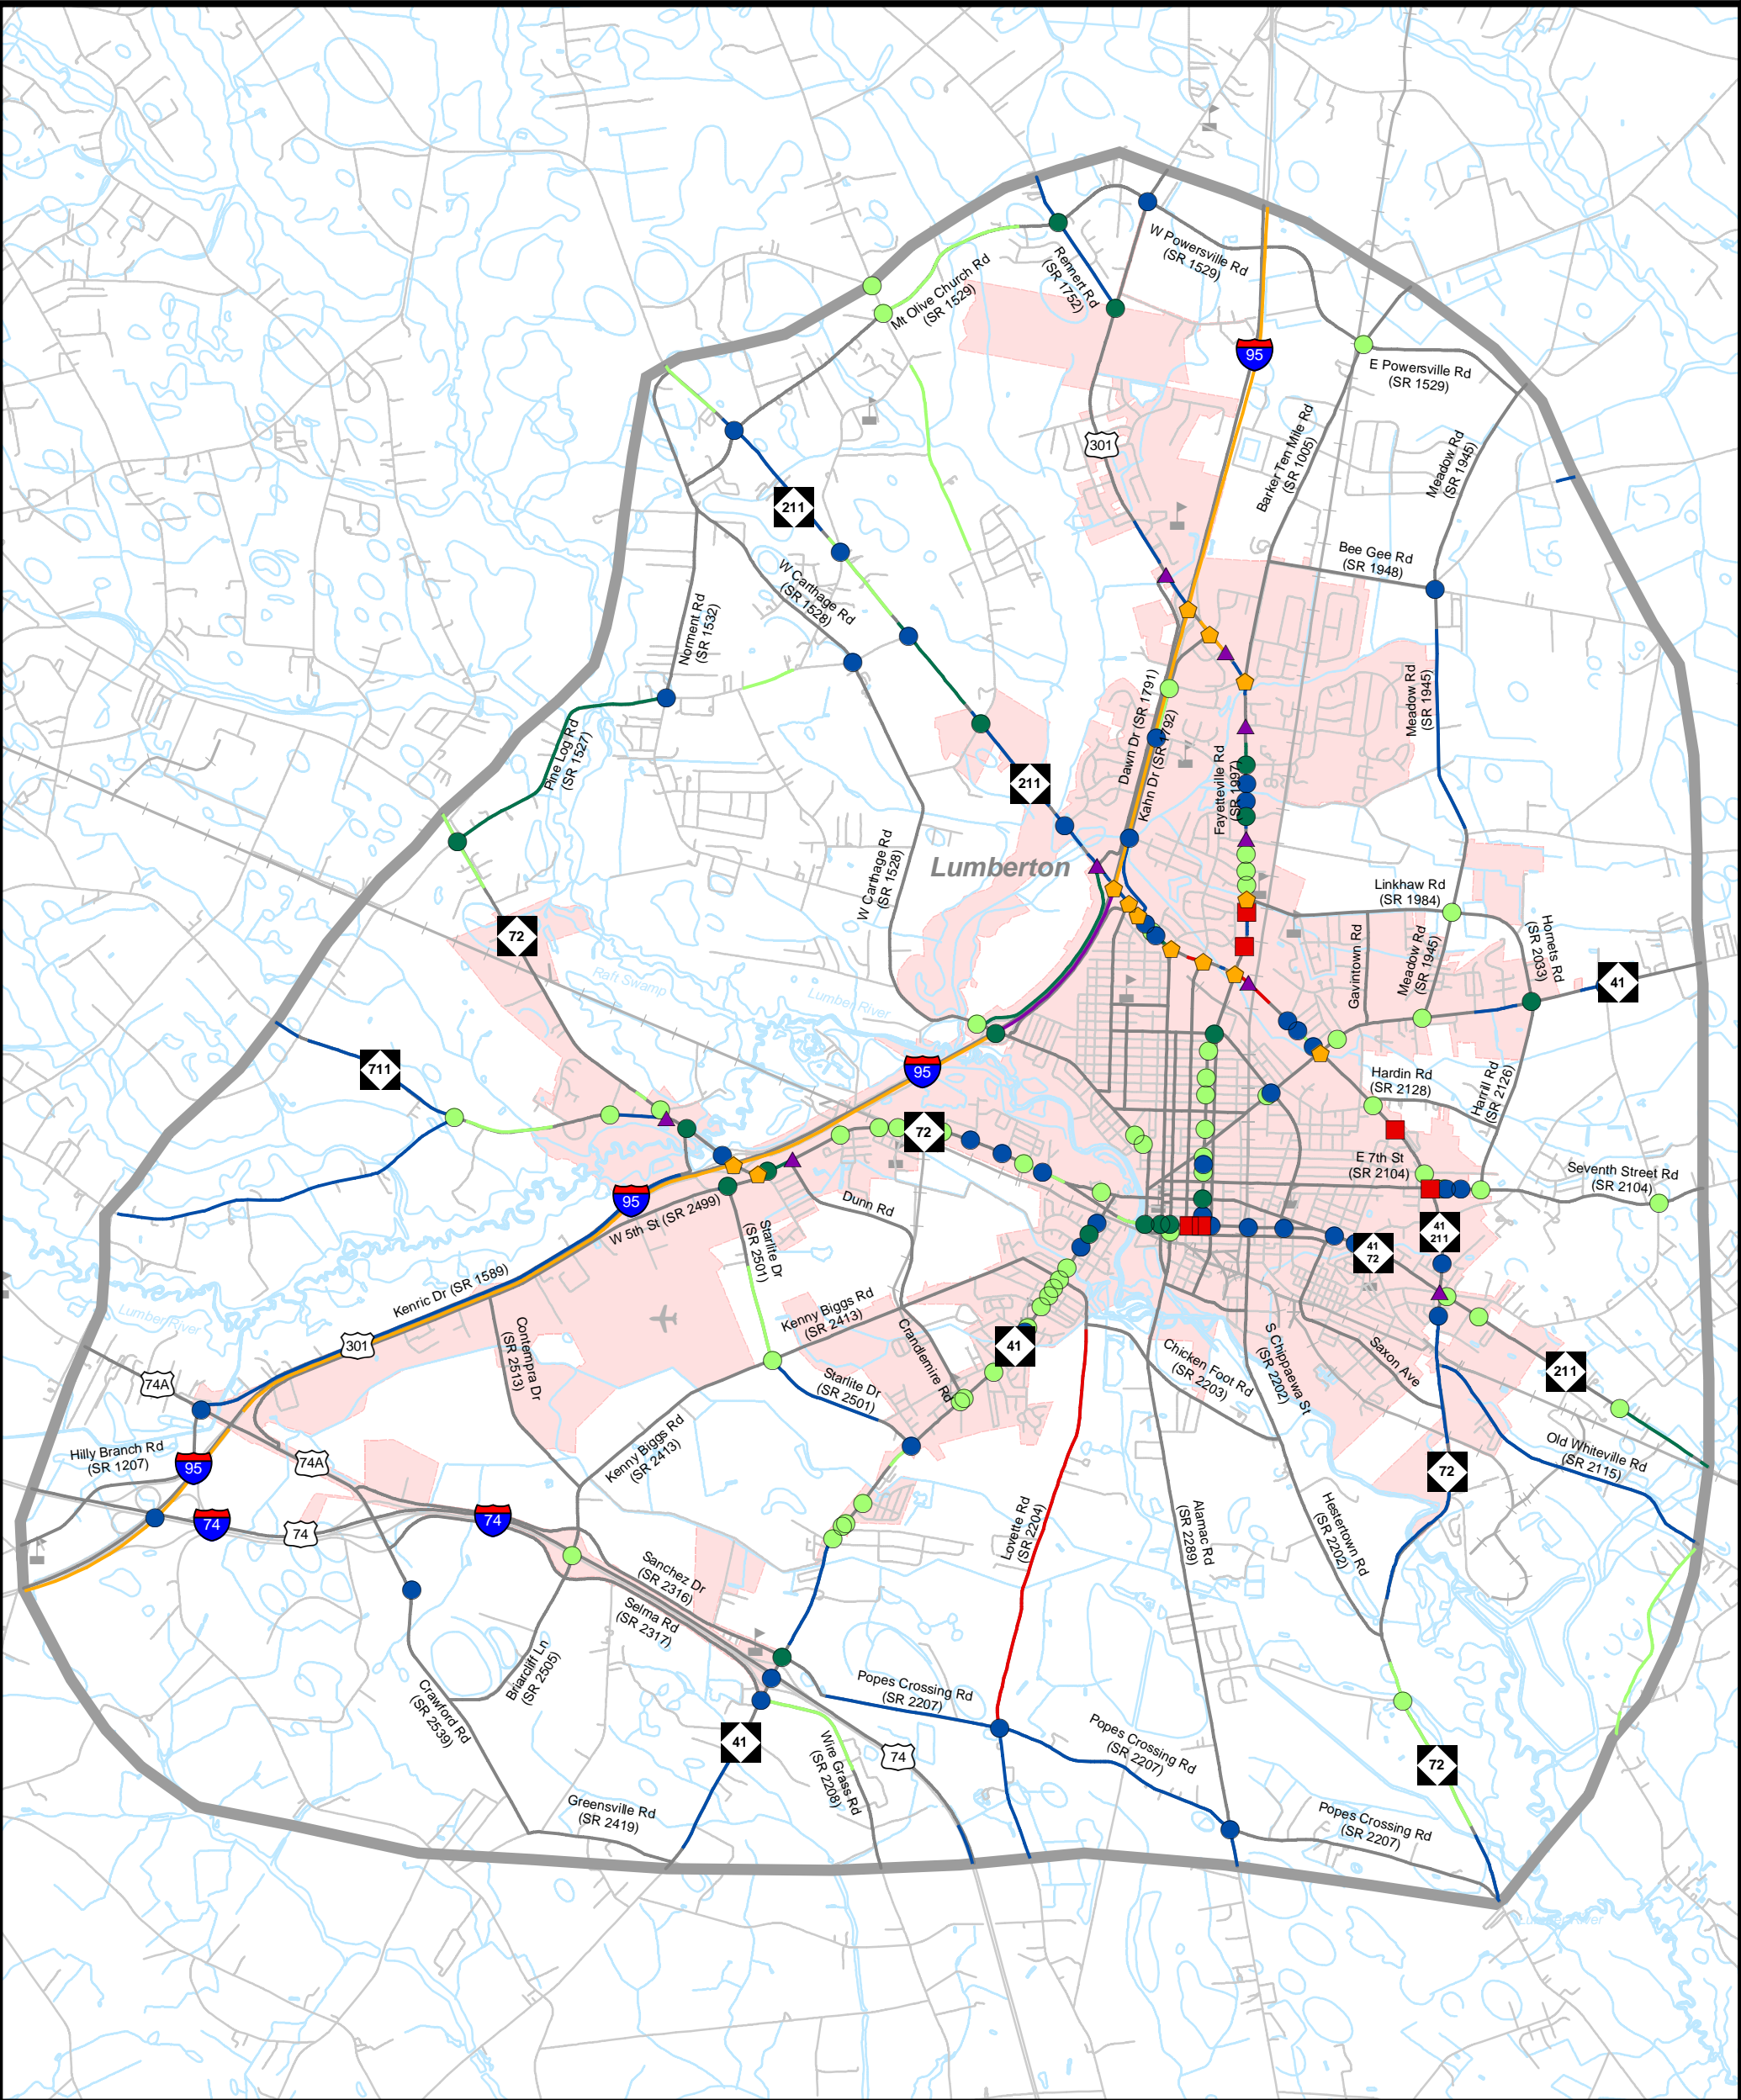 W Powersville Rd
(SR 1529)
Rennert Rd
(SR 1752)
Mt Olive Church Rd
(SR 1529)
95
E Powersville Rd
(SR 1529)
301
Barker Ten Mile Rd
(SR 1005)
Meadow Rd
(SR 1945)
211
Bee Gee Rd
(SR 1948)
W Carthage Rd
(SR 1528)
Norment Rd
(SR 1532)
Meadow Rd
(SR 1945)
Dawn Dr (SR 1791)
Kahn Dr (SR 1792)
Pine Log Rd
(SR 1527)
Fayetteville Rd
(SR 1997)
211
Lumberton
W Carthage Rd
(SR 1528)
Linkhaw Rd
(SR 1984)
72
Gavintown Rd
Meadow Rd
(SR 1945)
Hornets Rd
(SR 2033)
41
Raft Swamp
Lumber River
711
95
Hardin Rd
(SR 2128)
Harrill Rd
(SR 2126)
72
E 7th St
(SR 2104)
Seventh Street Rd
(SR 2104)
95
Dunn Rd
W 5th St (SR 2499)
Starlite Dr
(SR 2501)
41
211
41
72
Kenric Dr (SR 1589)
Lumber River
301
Kenny Biggs Rd
(SR 2413)
Contempra Dr
(SR 2513)
Crandlemire Rd
41
Chicken Foot Rd
(SR 2203)
S Chippaewa St
(SR 2202)
Saxon Ave
211
74A
Starlite Dr
(SR 2501)
Hilly Branch Rd
(SR 1207)
95
74A
Kenny Biggs Rd
(SR 2413)
Old Whiteville Rd
(SR 2115)
72
74
74
74
Lovette Rd
(SR 2204)
Alamac Rd
(SR 2289)
Hestertown Rd
(SR 2202)
Sanchez Dr
(SR 2316)
Selma Rd
(SR 2317)
Briarcliff Ln
(SR 2505)
Crawford Rd
(SR 2539)
Popes Crossing Rd
(SR 2207)
41
Wire Grass Rd
(SR 2208)
74
Popes Crossing Rd
(SR 2207)
72
Greensville Rd
(SR 2419)
Popes Crossing Rd
(SR 2207)
Lumber River